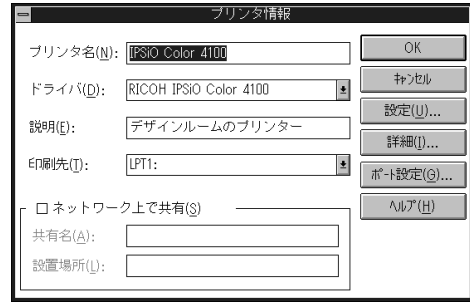 プリンタ情報
プリンタ名(N): IPSiO Color 4100
ドライバ(D): RICOH IPSiO Color 4100
説明(E): デザインルームのプリンター
印刷先(T): LPT1:
□ ネットワーク上で共有(S)
共有名(A):
設置場所(L):
OK
ｷｬﾝｾﾙ
設定(U)...
詳細(I)...
ﾎﾟｰﾄ設定(G)...
ﾍﾙﾌﾟ(H)